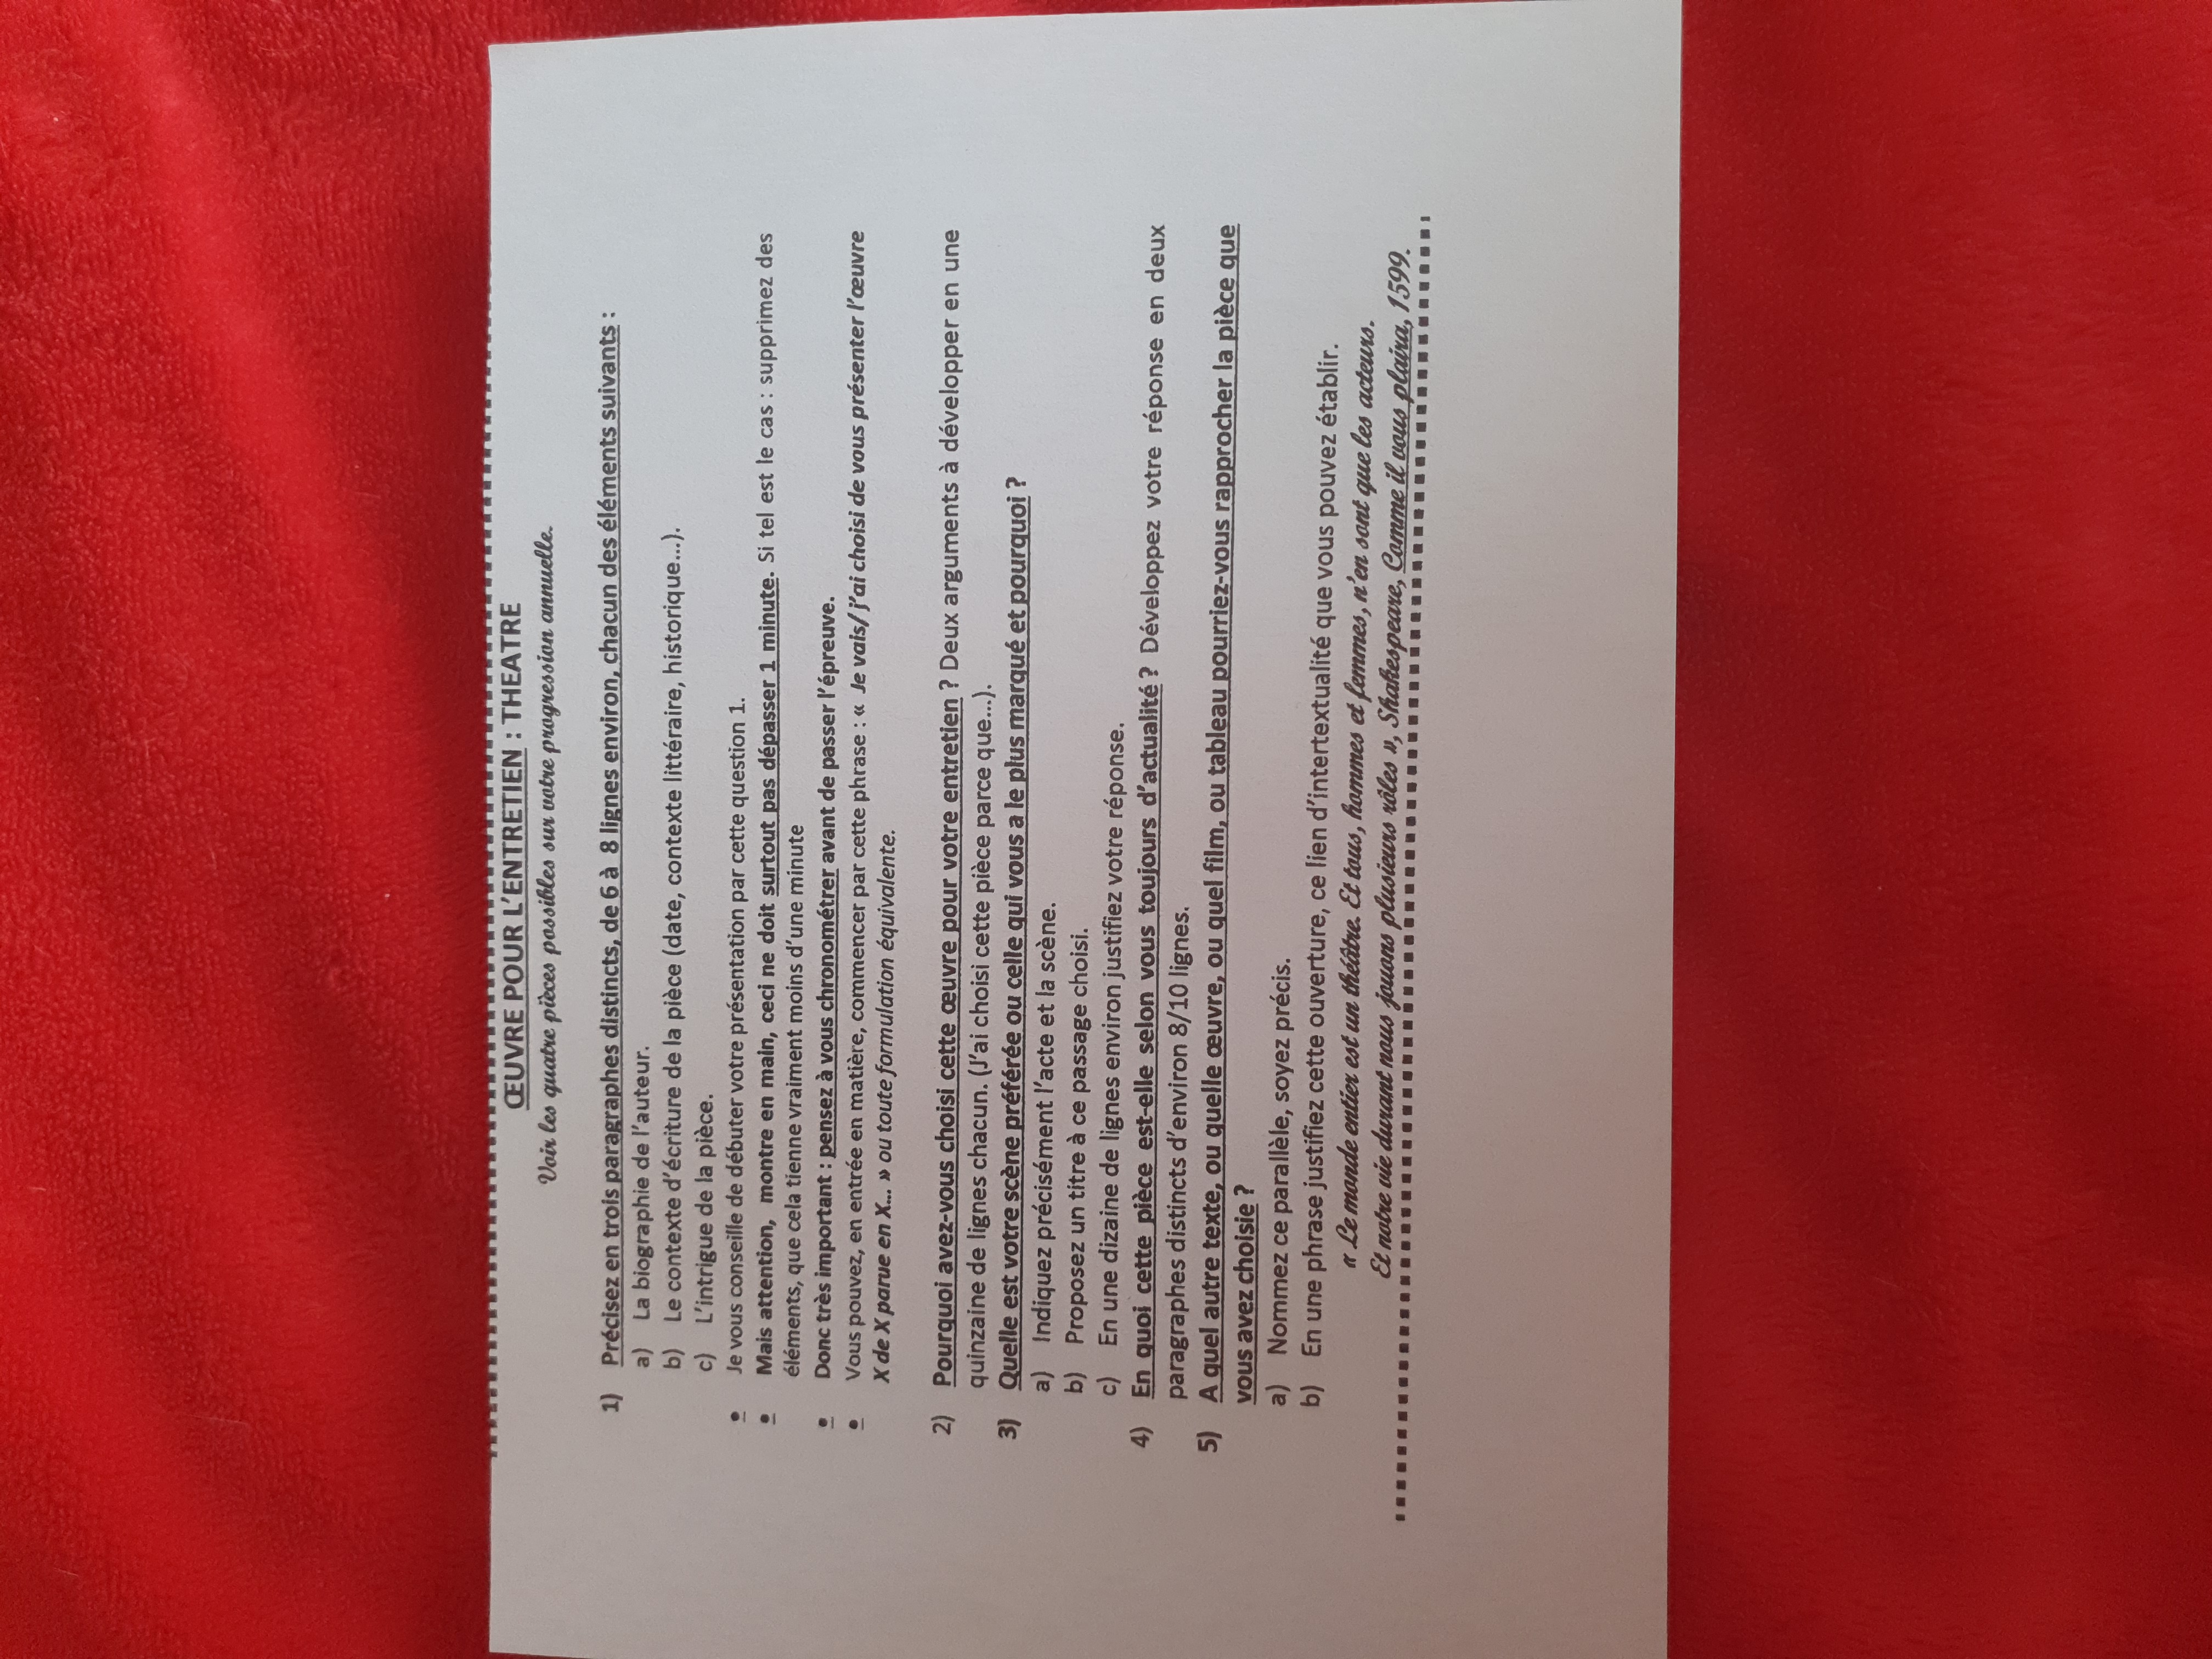 ŒUVRE POUR L'ENTRETIEN : THEATRE
Voir les quatre pièces possibles sur votre progression annuelle.
1) Précisez en trois paragraphes distincts, de 6 à 8 lignes environ, chacun des éléments suivants :
a) La biographie de l'auteur.
b) Le contexte d'écriture de la pièce (date, contexte littéraire, historique...).
c) L'intrigue de la pièce.
• Je vous conseille de débuter votre présentation par cette question 1.
• Mais attention, montre en main, ceci ne doit surtout pas dépasser 1 minute. Si tel est le cas : supprimez des
éléments, que cela tienne vraiment moins d'une minute
• Donc très important : pensez à vous chronométrer avant de passer l'épreuve.
• Vous pouvez, en entrée en matière, commencer par cette phrase : « Je vais/ j'ai choisi de vous présenter l'œuvre
X de X parue en X... » ou toute formulation équivalente.
2) Pourquoi avez-vous choisi cette œuvre pour votre entretien ? Deux arguments à développer en une
quinzaine de lignes chacun. (J'ai choisi cette pièce parce que...).
3) Quelle est votre scène préférée ou celle qui vous a le plus marqué et pourquoi ?
a) Indiquez précisément l'acte et la scène.
b) Proposez un titre à ce passage choisi.
c) En une dizaine de lignes environ justifiez votre réponse.
4) En quoi cette pièce est-elle selon vous toujours d'actualité ? Développez votre réponse en deux
paragraphes distincts d'environ 8/10 lignes.
5) A quel autre texte, ou quelle œuvre, ou quel film, ou tableau pourriez-vous rapprocher la pièce que
vous avez choisie ?
a) Nommez ce parallèle, soyez précis.
b) En une phrase justifiez cette ouverture, ce lien d'intertextualité que vous pouvez établir.
« Le monde entier est un théâtre. Et tous, hommes et femmes, n'en sont que les acteurs.
Et notre vie durant nous jouons plusieurs rôles », Shakespeare, Comme il vous plaira, 1599.